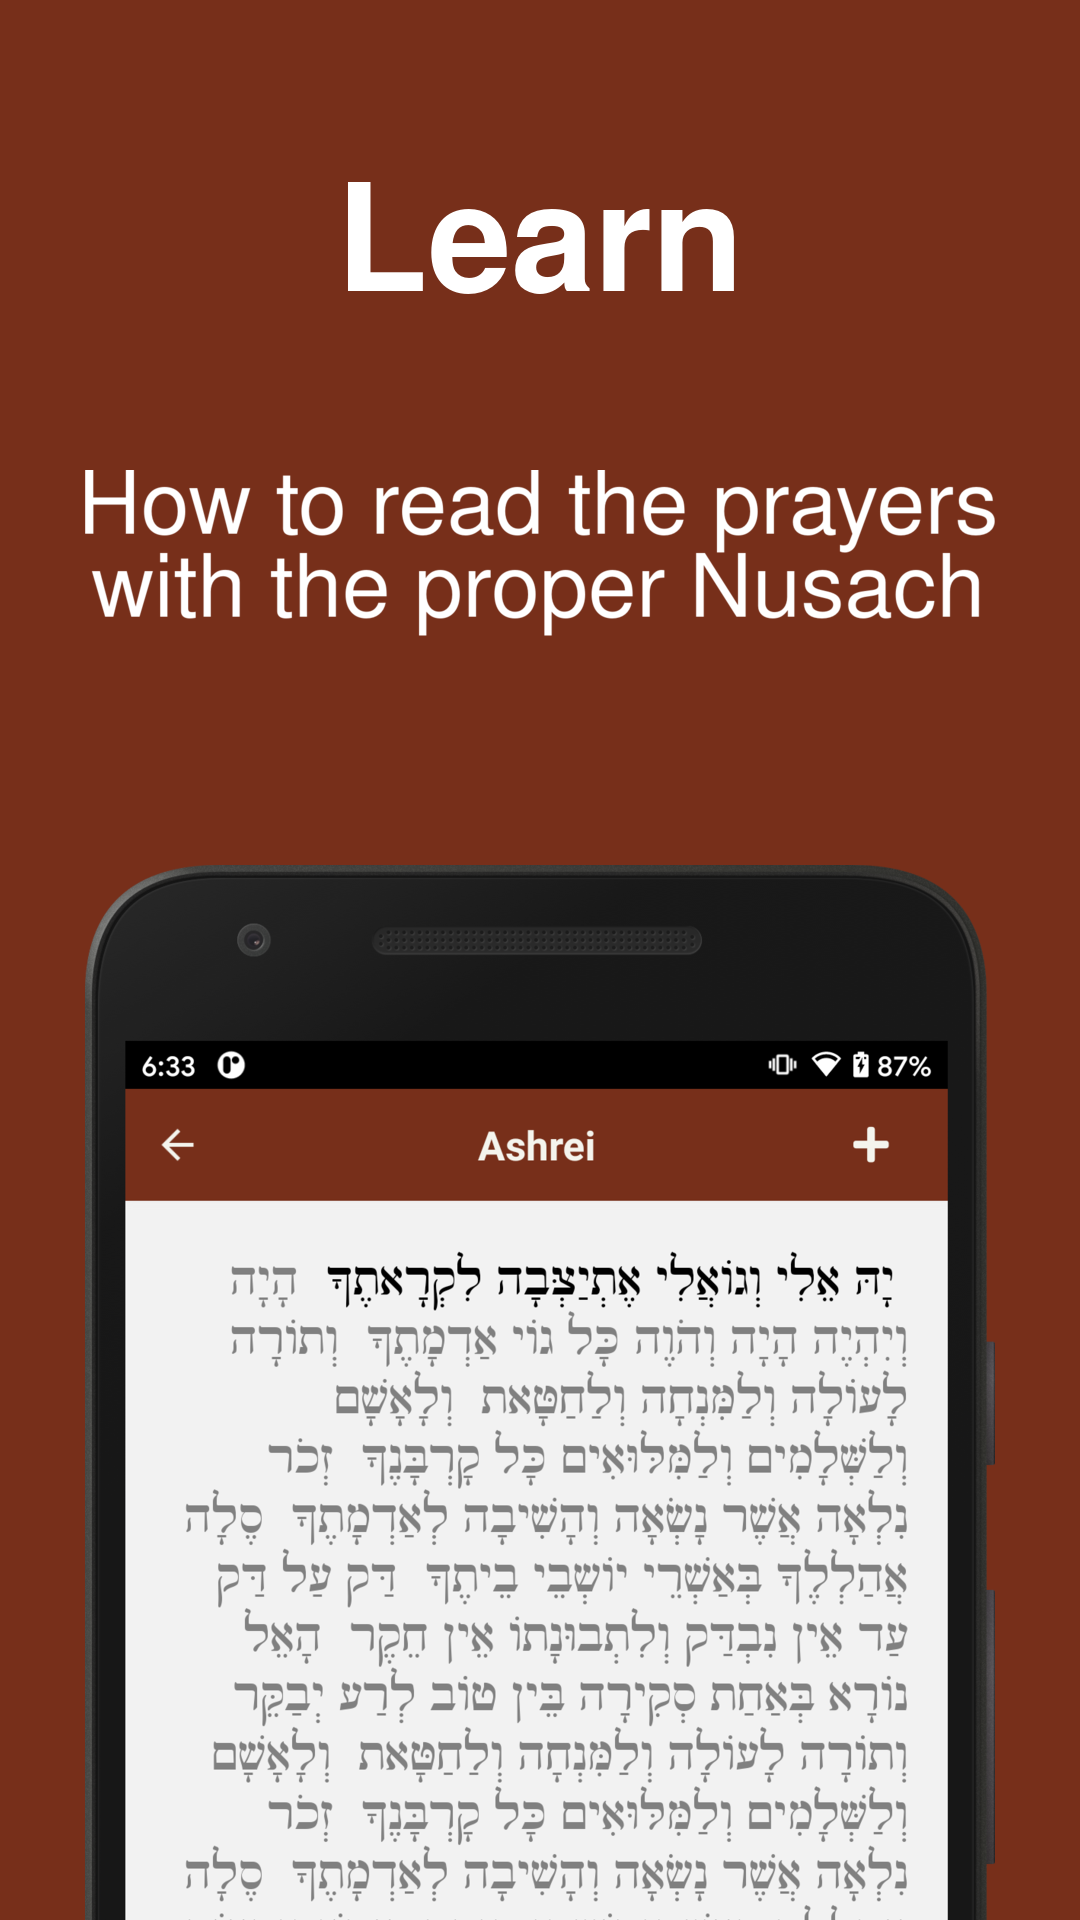 Learn
How to read the prayers
with the proper Nusach
6:33
87%
Ashrei
יָהּ אֵלִי וְגוֹאֲלִי אֶתְיַצְּבָה לִקְרָאתֶךָ הָיָה
וְיִהְיֶה הָיָה וְהֹוֶה כָּל גוֹי אַדְמָתֶךָ וְתוֹרָה
לָעוֹלָה וְלַמִּנְחָה וְלַחַטָּאת וְלָאָשָׁם
וְלַשְּׁלָמִים וְלַמִּלּוּאִים כָּל קָרְבָּנֶךָ זְכֹר
נִלְאָה אֲשֶׁר נָשְׂאָה וְהָשִׁיבָה לְאַדְמָתֶךָ סֶלָה
אֲהַלְלֶךָ בְּאַשְׁרֵי יוֹשְׁבֵי בֵיתֶךָ דַּק עַל דַּק
עַד אֵין נִבְדַּק וְלִתְבוּנָתוֹ אֵין חֵקֶר הָאֵל
נוֹרָא בְּאַחַת סְקִירָה בֵּין טוֹב לְרַע יְבַקֵּר
וְתוֹרָה לָעוֹלָה וְלַמִּנְחָה וְלַחַטָּאת וְלָאָשָׁם
וְלַשְּׁלָמִים וְלַמִּלּוּאִים כָּל קָרְבָּנֶךָ זְכֹר
נִלְאָה אֲשֶׁר נָשְׂאָה וְהָשִׁיבָה לְאַדְמָתֶךָ סֶלָה